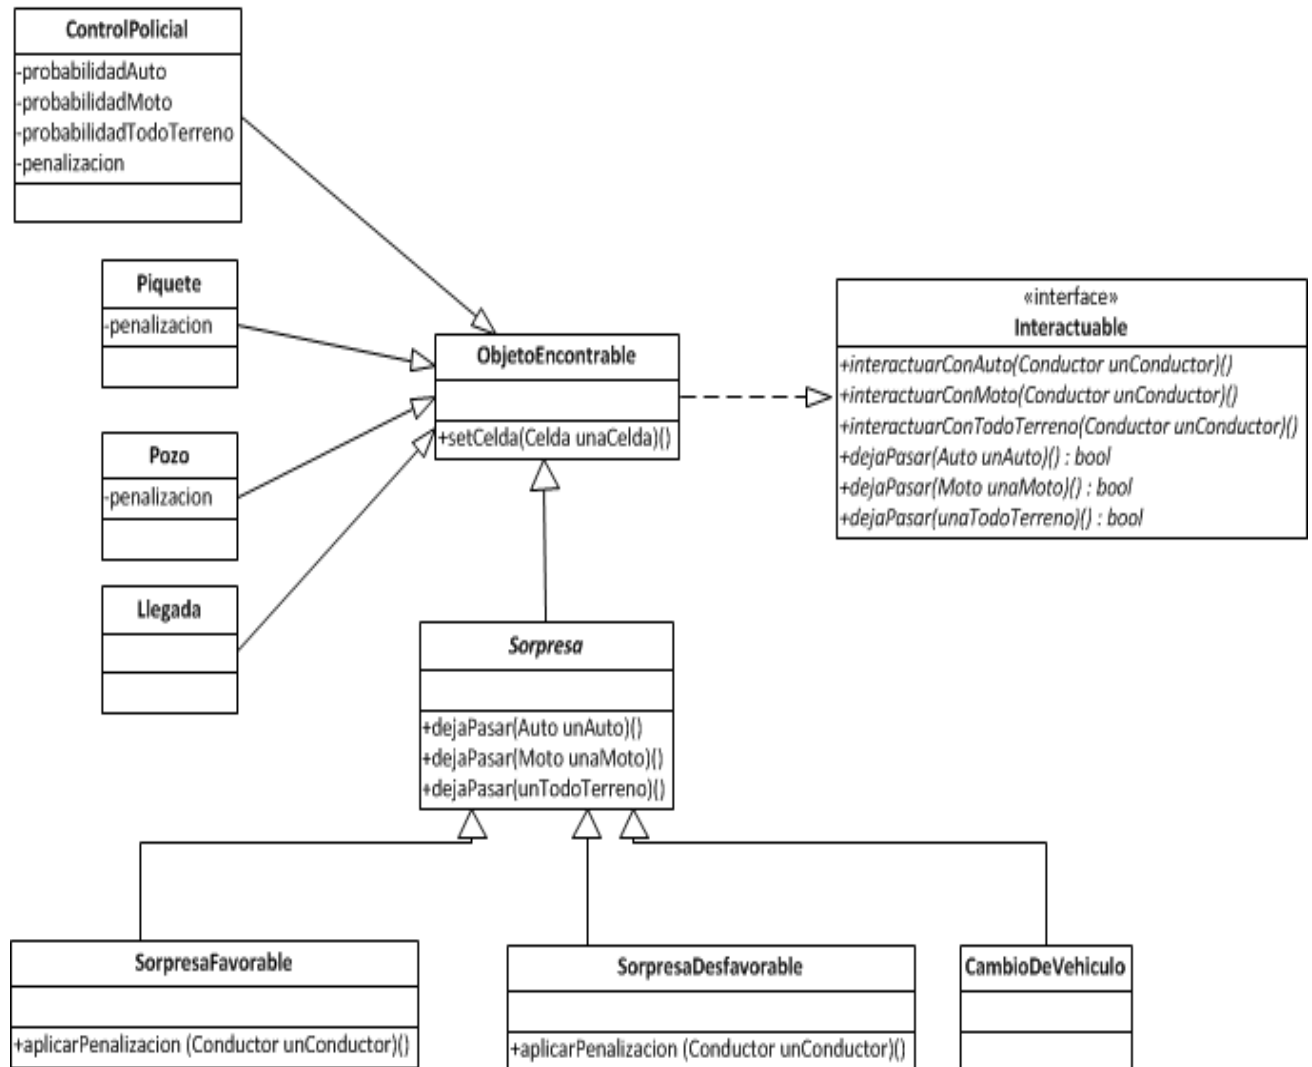 ControlPolicial
-probabilidadAuto
-probabilidadMoto
-probabilidadTodoTerreno
-penalizacion
Piquete
-penalizacion
Pozo
-penalizacion
Llegada
ObjetoEncontrable
+setCelda(Celda unaCelda)()
«interface»
Interactuable
+interactuarConAuto(Conductor unConductor)()
+interactuarConMoto(Conductor unConductor)()
+interactuarConTodoTerreno(Conductor unConductor)()
+dejaPasar(Auto unAuto)() : bool
+dejaPasar(Moto unaMoto)() : bool
+dejaPasar(unaTodoTerreno)() : bool
Sorpresa
+dejaPasar(Auto unAuto)()
+dejaPasar(Moto unaMoto)()
+dejaPasar(unTodoTerreno)()
SorpresaFavorable
+aplicarPenalizacion (Conductor unConductor)()
SorpresaDesfavorable
+aplicarPenalizacion (Conductor unConductor)()
CambioDeVehiculo